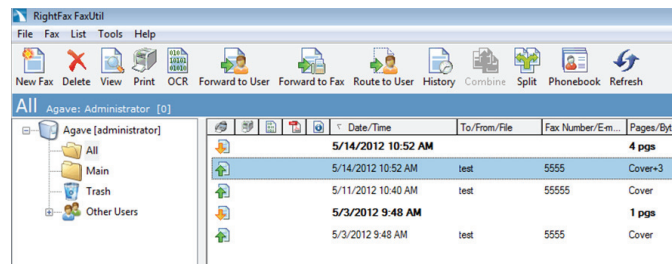 RightFax FaxUtil
File Fax List Tools Help
New Fax Delete View Print OCR Forward to User Forward to Fax Route to User History Combine Split Phonebook Refresh
All Agave: Administrator [0]
Agave [administrator]
All
Main
Trash
Other Users
Date/Time To/From/File Fax Number/E-m... Pages/Byt
5/14/2012 10:52 AM 4 pgs
5/14/2012 10:52 AM test 5555 Cover+3
5/11/2012 10:40 AM test 55555 Cover
5/3/2012 9:48 AM 1 pgs
5/3/2012 9:48 AM test 5555 Cover